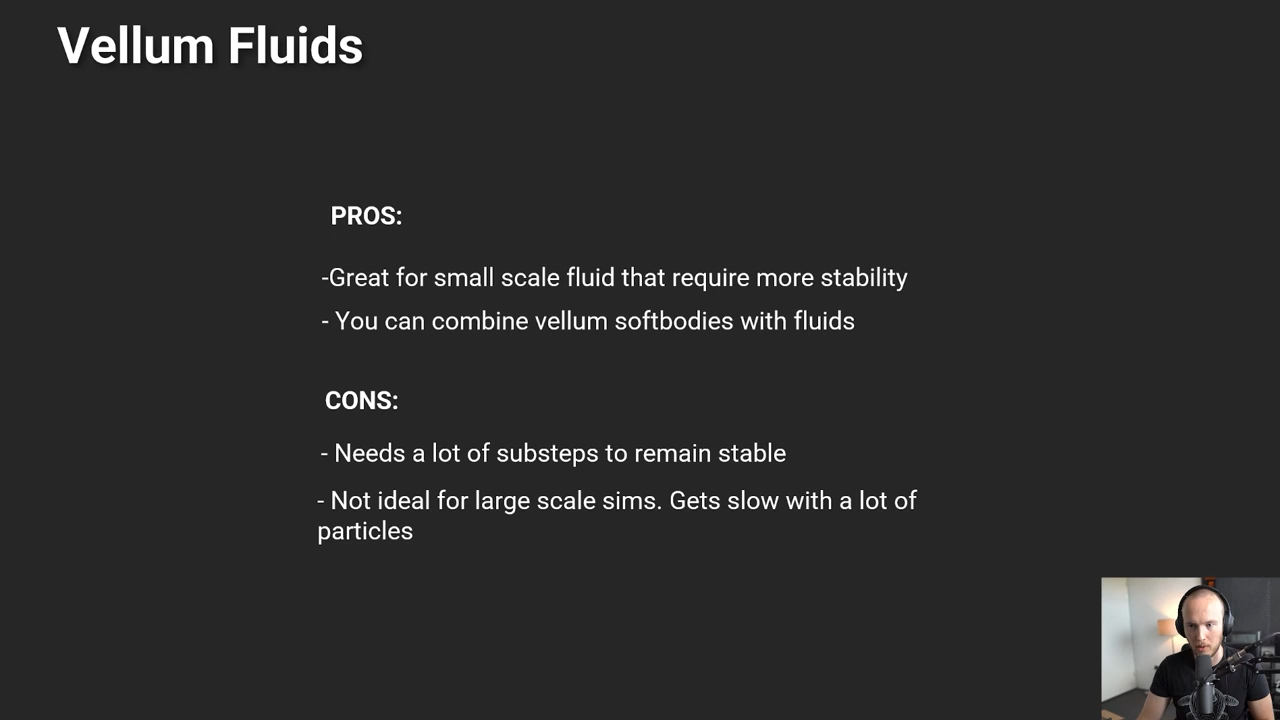 Vellum Fluids
PROS:
-Great for small scale fluid that require more stability
- You can combine vellum softbodies with fluids
CONS:
- Needs a lot of substeps to remain stable
- Not ideal for large scale sims. Gets slow with a lot of
particles